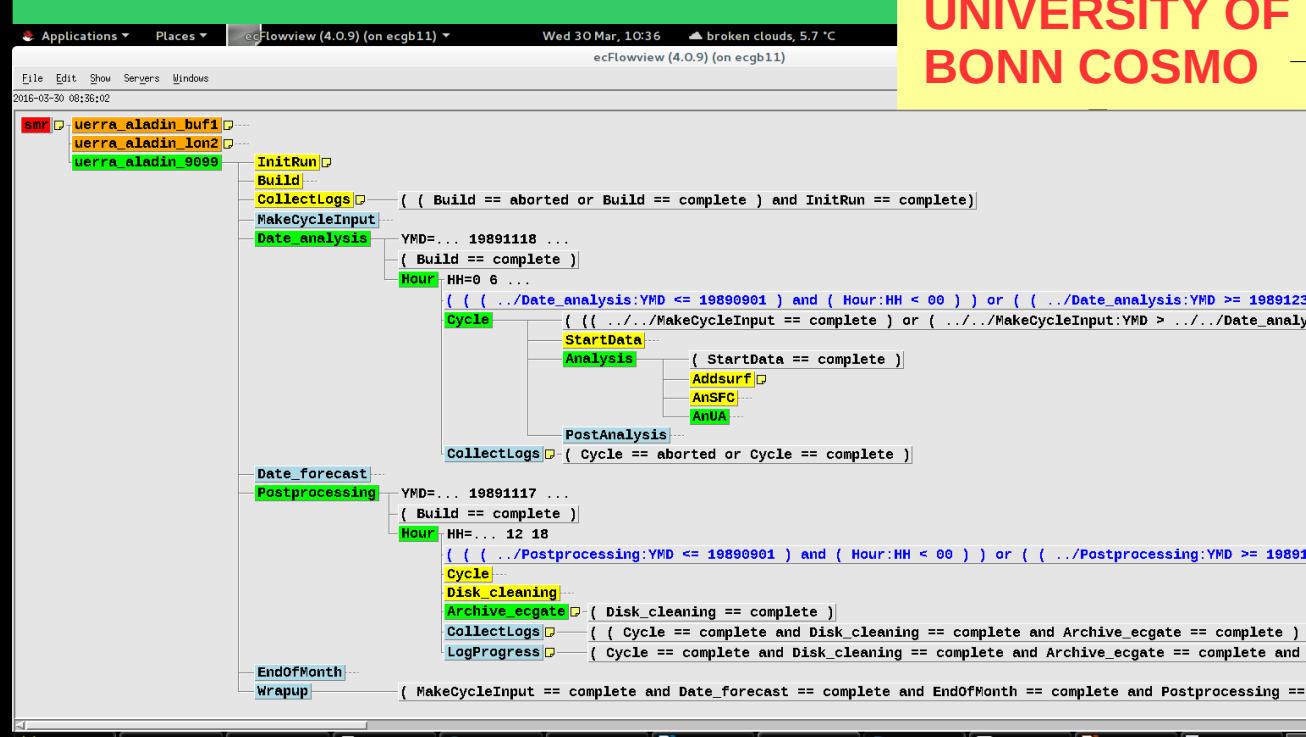 UNIVERSITY OF
BONN COSMO
Applications Places ecFlowview (4.0.9) (on ecgb11) Wed 30 Mar, 10:36 broken clouds, 5.7 °C
ecFlowview (4.0.9) (on ecgb11)
File Edit Show Servers Windows
2016-03-30 08:36:02
smr uerra_aladin_buf1
uerra_aladin_lon2
uerra_aladin_9099 InitRun
Build
CollectLogs ( ( Build == aborted or Build == complete ) and InitRun == complete)
MakeCycleInput
Date_analysis YMD=... 19891118 ...
( Build == complete )
Hour HH=0 6 ...
( ( ( ../Date_analysis:YMD <= 19890901 ) and ( Hour:HH < 00 ) ) or ( ( ../Date_analysis:YMD >= 1989123
Cycle ( (( ../../MakeCycleInput == complete ) or ( ../../MakeCycleInput:YMD > ../../Date_analy
StartData
Analysis ( StartData == complete )
Addsurf
AnSFC
AnUA
PostAnalysis
CollectLogs ( Cycle == aborted or Cycle == complete )
Date_forecast
Postprocessing YMD=... 19891117 ...
( Build == complete )
Hour HH=... 12 18
( ( ( ../Postprocessing:YMD <= 19890901 ) and ( Hour:HH < 00 ) ) or ( ( ../Postprocessing:YMD >= 19891
Cycle
Disk_cleaning
Archive_ecgate ( Disk_cleaning == complete )
CollectLogs ( ( Cycle == complete and Disk_cleaning == complete and Archive_ecgate == complete )
LogProgress ( Cycle == complete and Disk_cleaning == complete and Archive_ecgate == complete and
EndOfMonth
Wrapup ( MakeCycleInput == complete and Date_forecast == complete and EndOfMonth == complete and Postprocessing ==